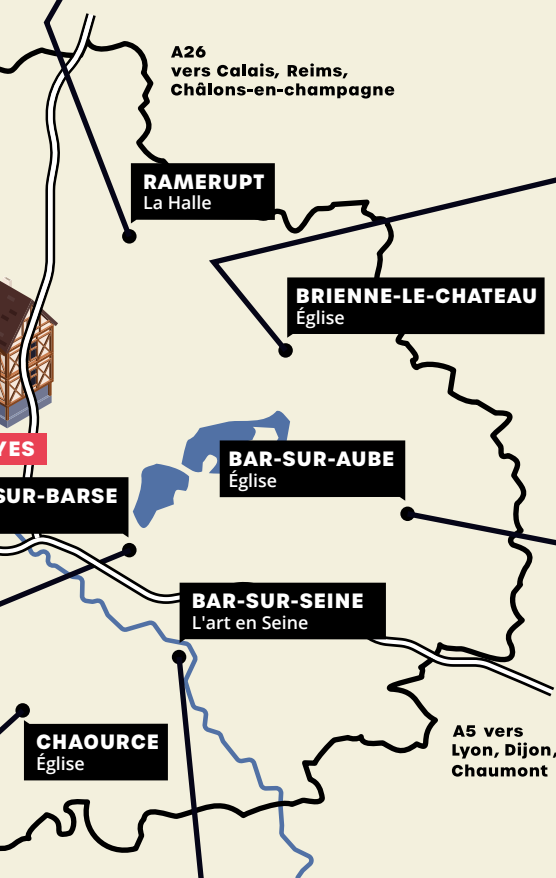 A26
vers Calais, Reims,
Châlons-en-champagne
RAMERUPT
La Halle
BRIENNE-LE-CHATEAU
Église
YES
BAR-SUR-AUBE
Église
SUR-BARSE
BAR-SUR-SEINE
L'art en Seine
CHAOURCE
Église
A5 vers
Lyon, Dijon,
Chaumont